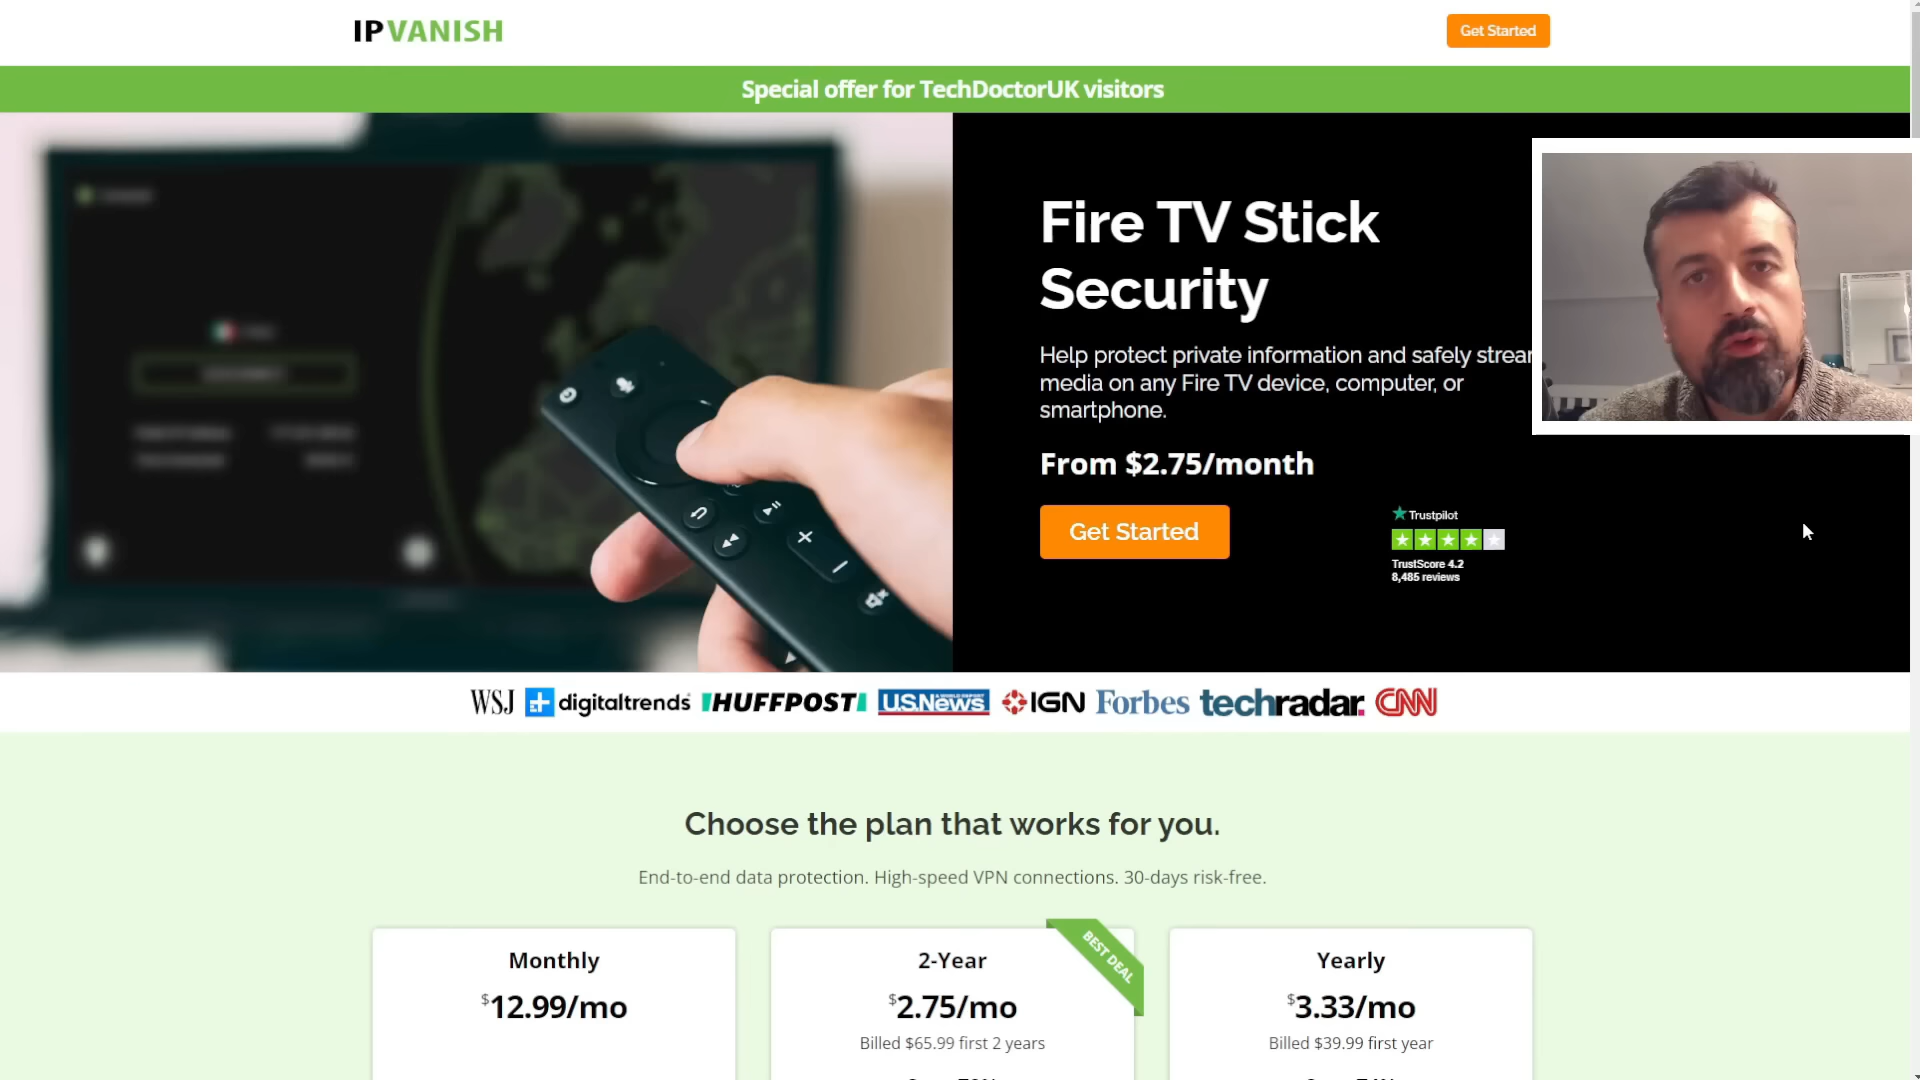 IPVANISH
Get Started
Special offer for TechDoctorUK visitors
Fire TV Stick
Security
Help protect private information and safely strea
media on any Fire TV device, computer, or
smartphone.
From $2.75/month
Get Started
Trustpilot
TrustScore 4.2
8,485 reviews
WSJ digitaltrends HUFFPOST U.S.News IGN Forbes techradar. CNN
Choose the plan that works for you.
End-to-end data protection. High-speed VPN connections. 30-days risk-free.
Monthly
$12.99/mo
2-Year
BEST DEAL
$2.75/mo
Billed $65.99 first 2 years
Yearly
$3.33/mo
Billed $39.99 first year